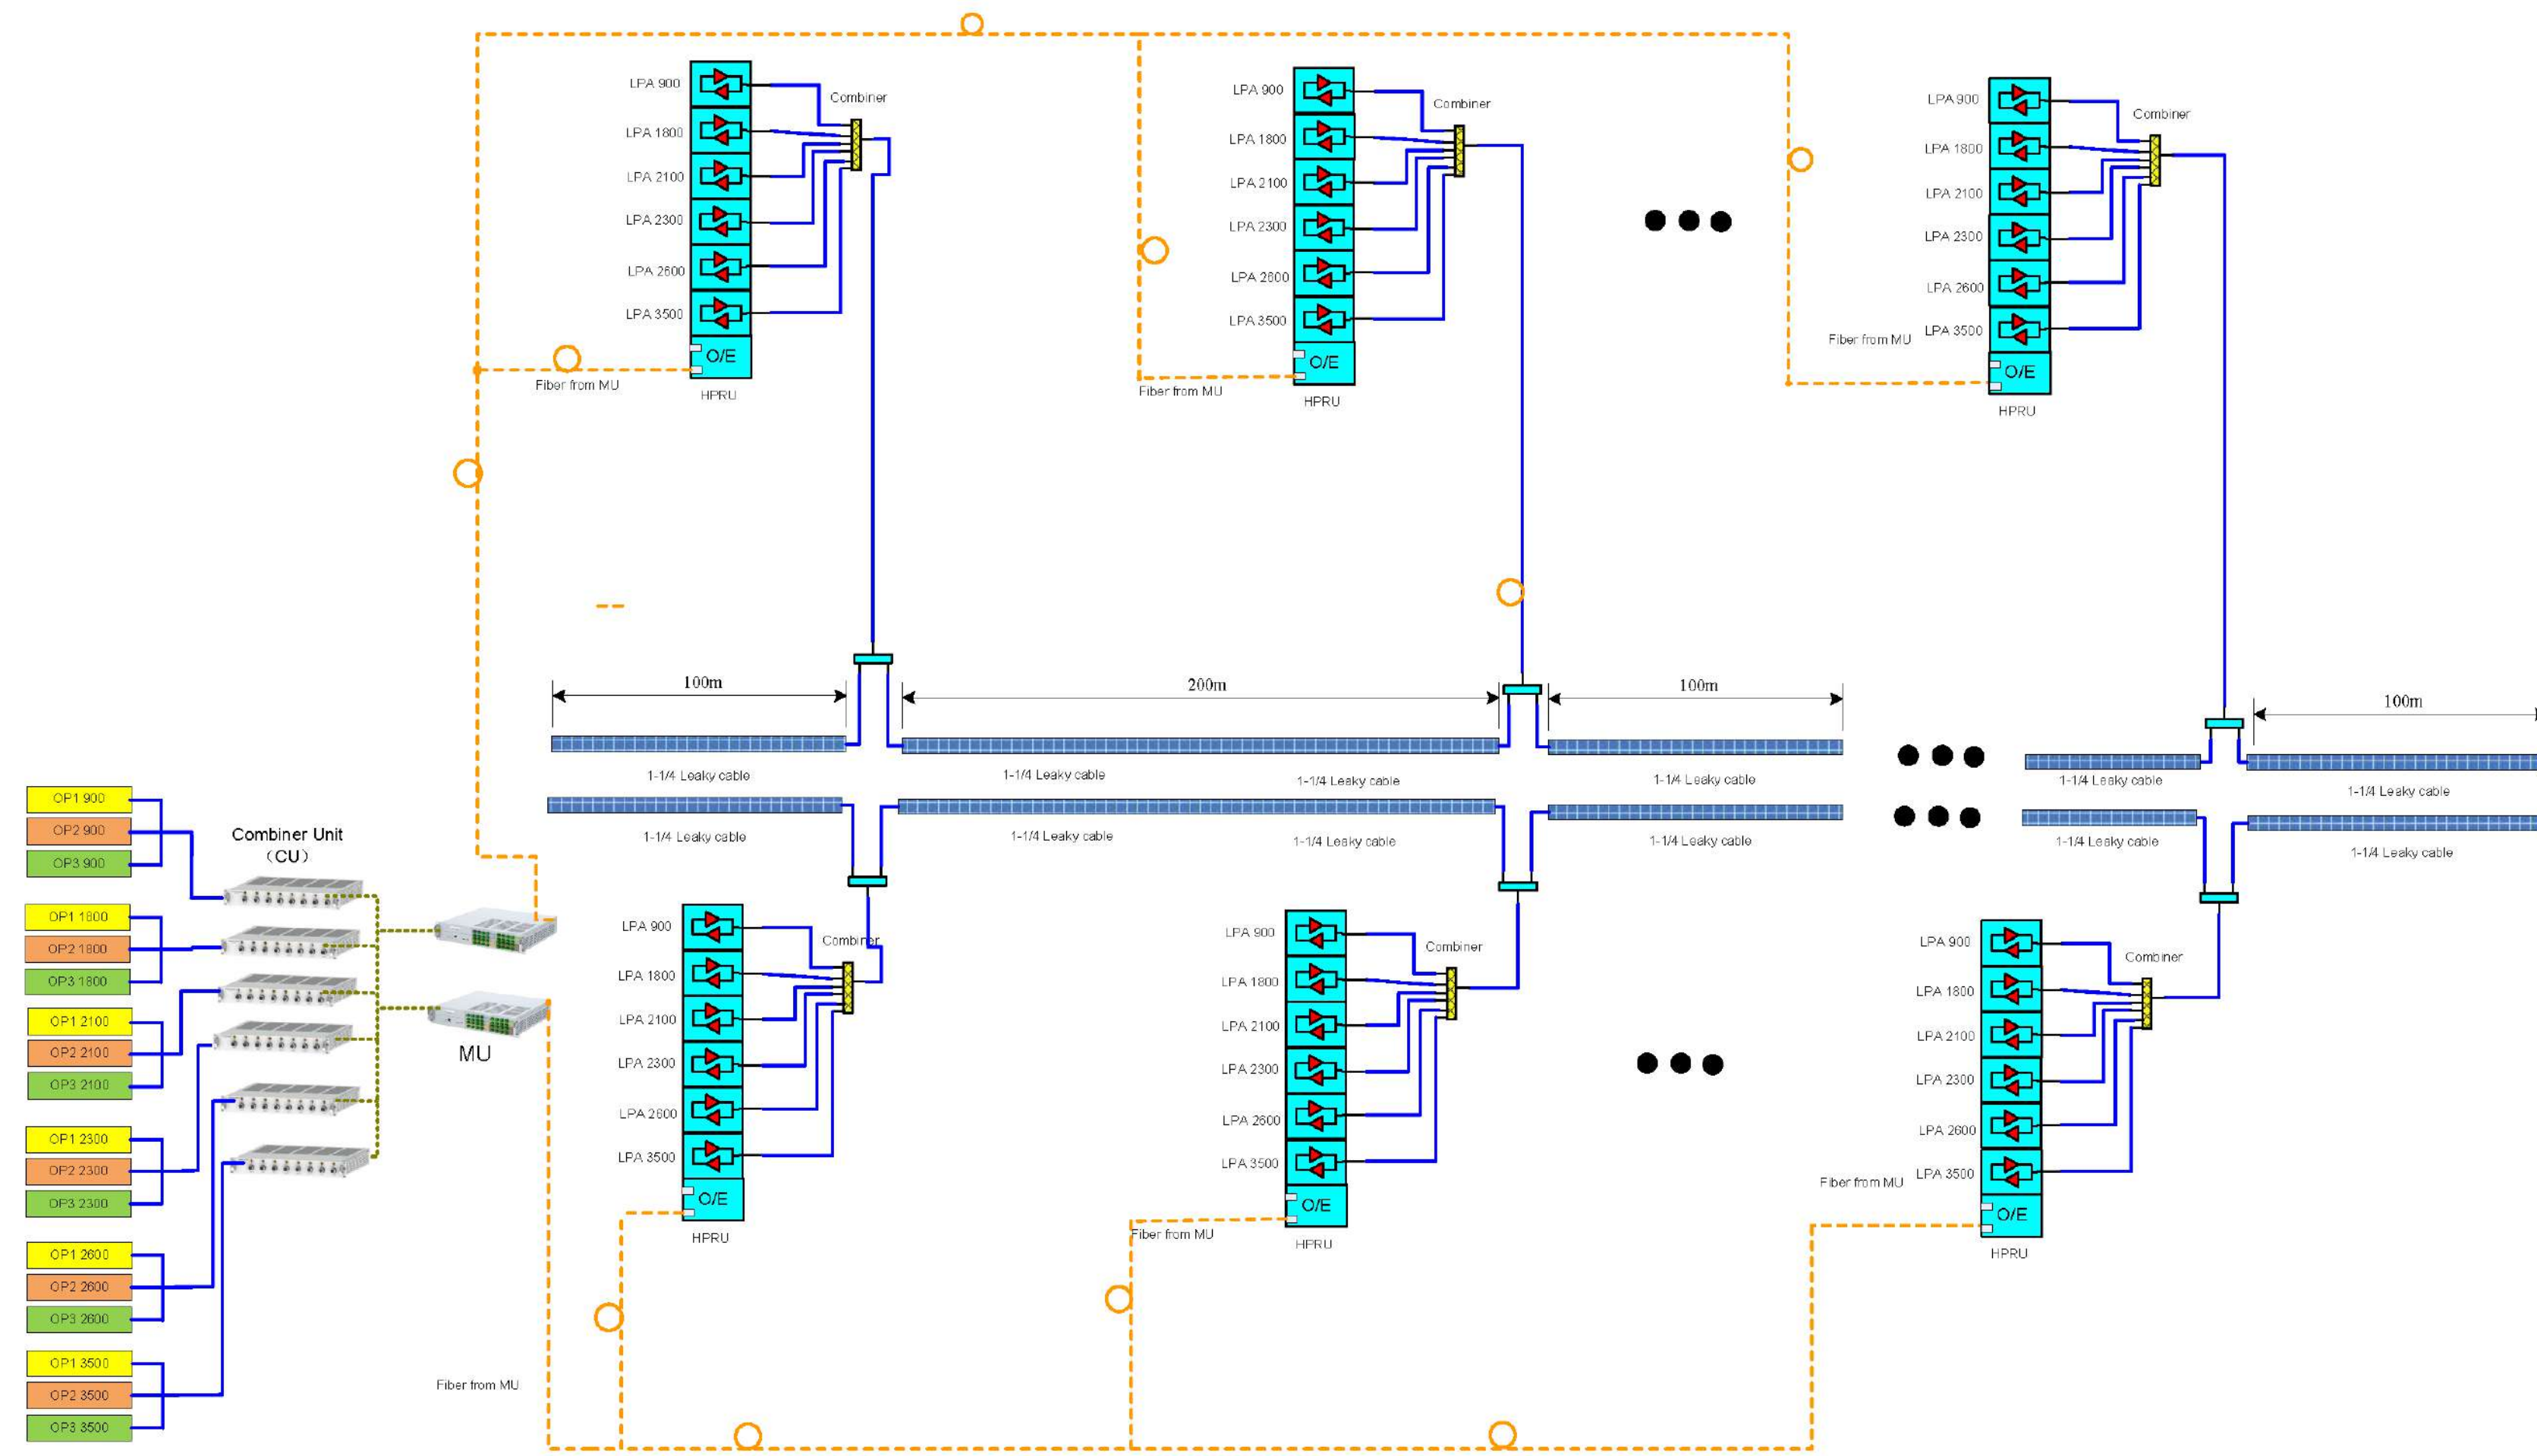 LPA 900
LPA 1800
LPA 2100
LPA 2300
LPA 2600
LPA 3500
Combiner
O/E
Fiber from MU
HPRU
LPA 900
LPA 1800
LPA 2100
LPA 2300
LPA 2600
LPA 3500
Combiner
O/E
Fiber from MU
HPRU
LPA 900
LPA 1800
LPA 2100
LPA 2300
LPA 2600
LPA 3500
Combiner
Fiber from MU
O/E
HPRU
100m
200m
100m
100m
1-1/4 Leaky cable
1-1/4 Leaky cable
1-1/4 Leaky cable
1-1/4 Leaky cable
1-1/4 Leaky cable
1-1/4 Leaky cable
1-1/4 Leaky cable
1-1/4 Leaky cable
1-1/4 Leaky cable
1-1/4 Leaky cable
1-1/4 Leaky cable
1-1/4 Leaky cable
OP1 900
OP2 900
OP3 900
OP1 1800
OP2 1800
OP3 1800
OP1 2100
OP2 2100
OP3 2100
OP1 2300
OP2 2300
OP3 2300
OP1 2600
OP2 2600
OP3 2600
OP1 3500
OP2 3500
OP3 3500
Combiner Unit
(CU)
MU
Fiber from MU
LPA 900
LPA 1800
LPA 2100
LPA 2300
LPA 2600
LPA 3500
Combiner
O/E
HPRU
LPA 900
LPA 1800
LPA 2100
LPA 2300
LPA 2600
LPA 3500
Combiner
O/E
Fiber from MU
HPRU
LPA 900
LPA 1800
LPA 2100
LPA 2300
LPA 2600
LPA 3500
Combiner
Fiber from MU
O/E
HPRU